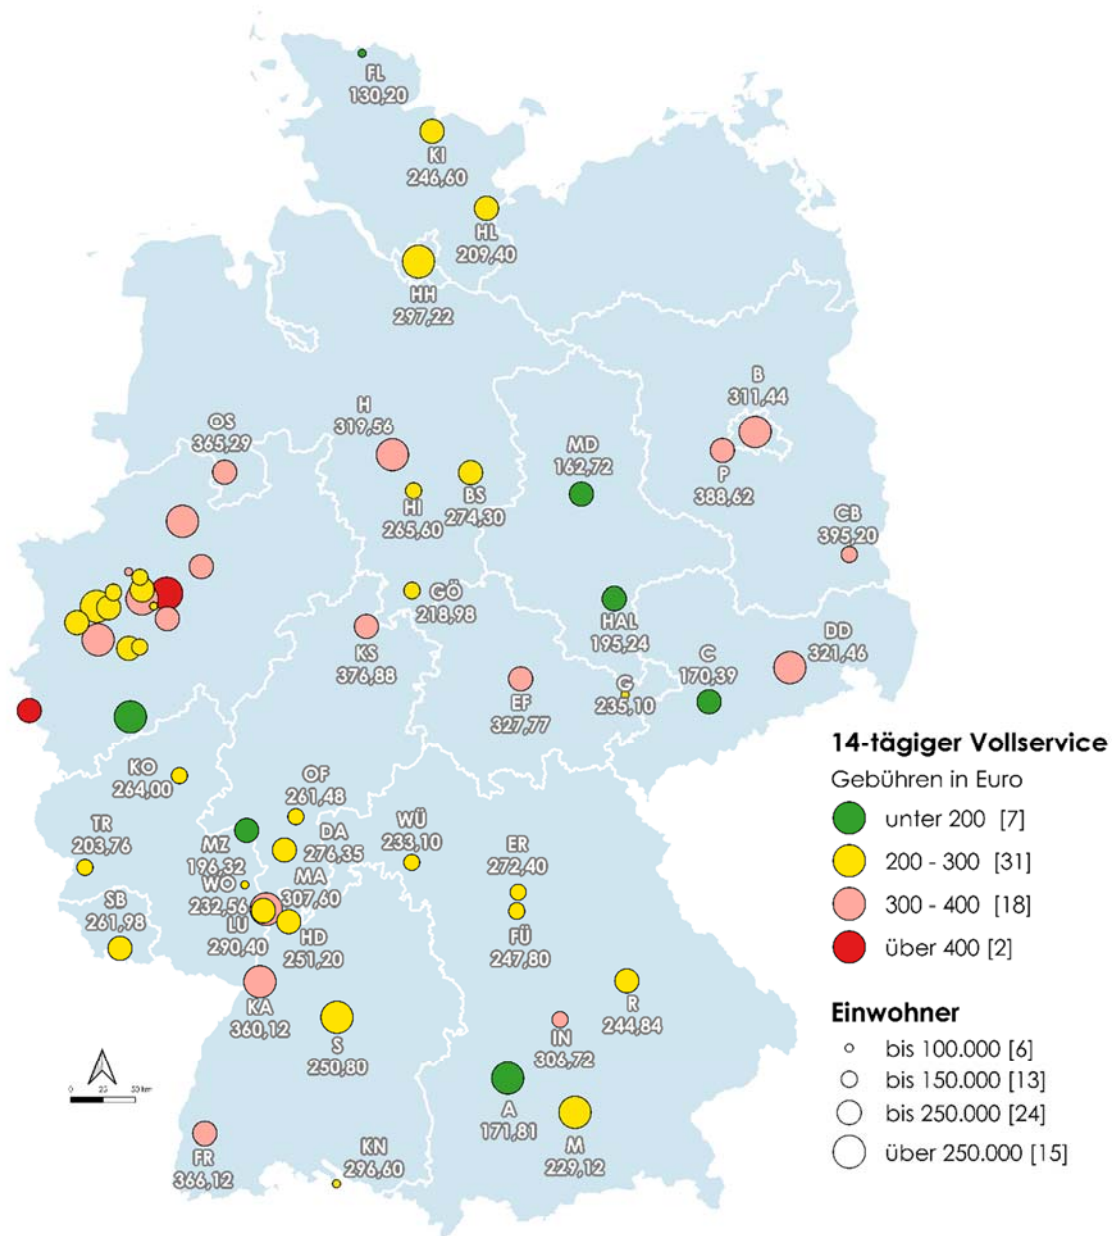 FL
130,20
KI
246,60
HL
209,40
HH
297,22
B
311,44
H
319,56
OS
365,29
MD
162,72
P
388,62
HI
265,60
BS
274,30
CB
395,20
GÖ
218,98
HAL
195,24
DD
321,46
KS
376,88
C
170,39
G
235,10
EF
327,77
KO
264,00
OF
261,48
TR
203,76
MZ
196,32
DA
276,35
WÜ
233,10
ER
272,40
WO
232,56
MA
307,60
SB
261,98
LU
290,40
HD
251,20
FÜ
247,80
R
244,84
KA
360,12
S
250,80
IN
306,72
A
171,81
M
229,12
FR
366,12
KN
296,60
0 25 50 km
14-tägiger Vollservice
Gebühren in Euro
unter 200 [7]
200 - 300 [31]
300 - 400 [18]
über 400 [2]
Einwohner
bis 100.000 [6]
bis 150.000 [13]
bis 250.000 [24]
über 250.000 [15]